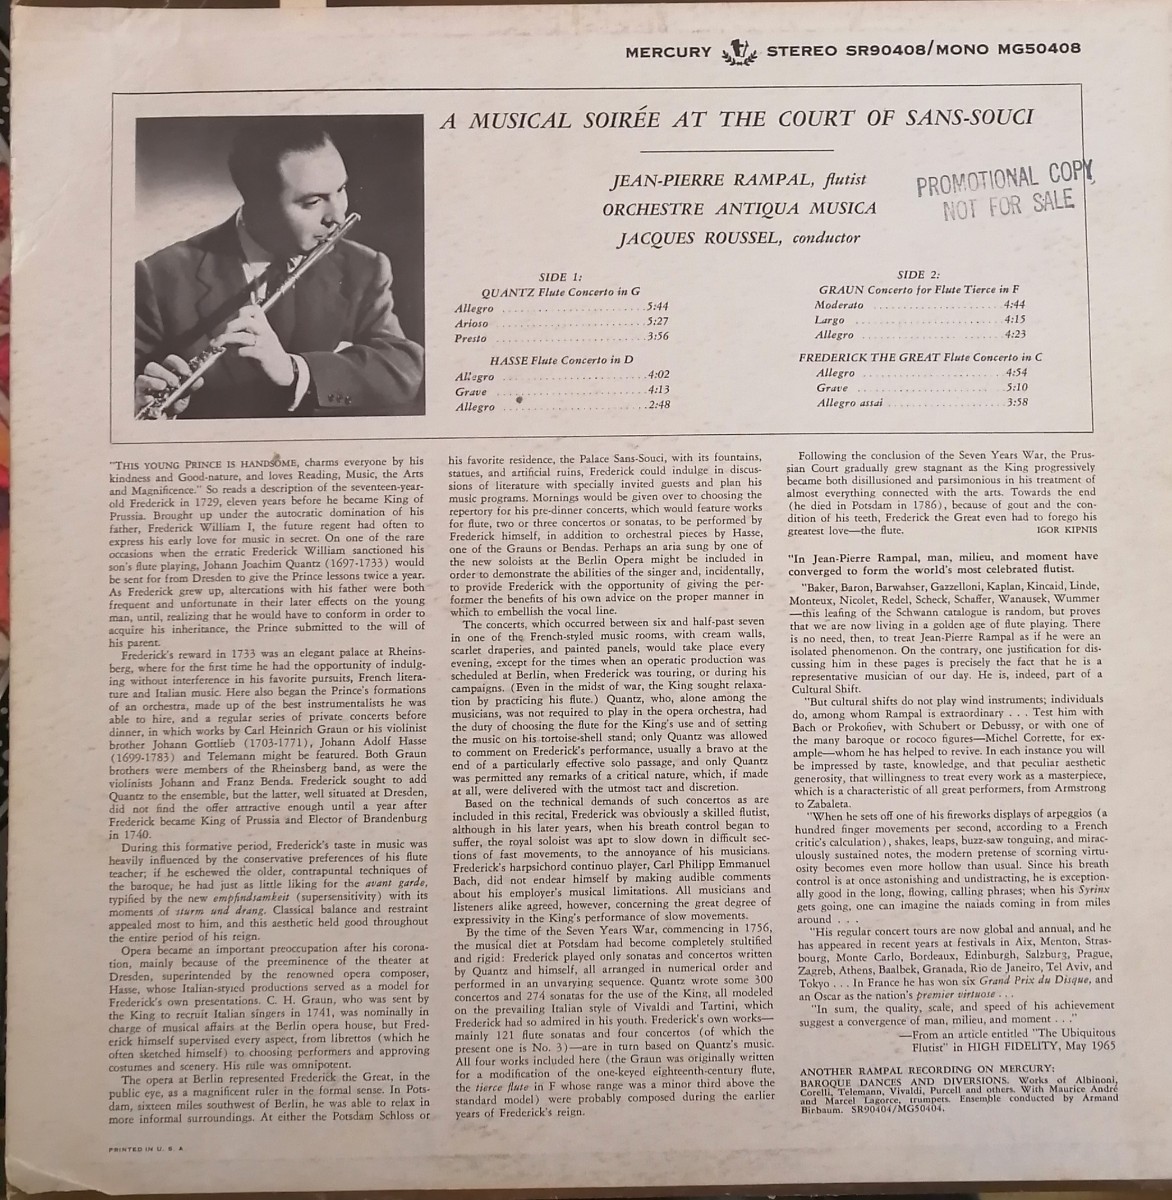 MERCURY STEREO SR90408/MONO MG50408
A MUSICAL SOIRÉE AT THE COURT OF SANS-SOUCI
JEAN-PIERRE RAMPAL, flutist
ORCHESTRE ANTIQUA MUSICA
JACQUES ROUSSEL, conductor
PROMOTIONAL COPY
NOT FOR SALE
SIDE 1:
QUANTZ Flute Concerto in G
Allegro ..................... 5:44
Arioso ..................... 5:27
Presto ..................... 3:56
HASSE Flute Concerto in D
Allegro ..................... 4:02
Grave ..................... 4:13
Allegro ..................... 2:48
SIDE 2:
GRAUN Concerto for Flute Tierce in F
Moderato ..................... 4:44
Largo ..................... 4:15
Allegro ..................... 4:23
FREDERICK THE GREAT Flute Concerto in C
Allegro ..................... 4:54
Grave ..................... 5:10
Allegro assai ..................... 3:58
"THIS YOUNG PRINCE IS HANDSOME, charms everyone by his
kindness and Good-nature, and loves Reading, Music, the Arts
and Magnificence." So reads a description of the seventeen-year-
old Frederick in 1729, eleven years before he became King of
Prussia. Brought up under the autocratic domination of his
father, Frederick William I, the future regent had often to
express his early love for music in secret. On one of the rare
occasions when the erratic Frederick William sanctioned his
son's flute playing, Johann Joachim Quantz (1697-1733) would
be sent for from Dresden to give the Prince lessons twice a year.
As Frederick grew up, altercations with his father were both
frequent and unfortunate in their later effects on the young
man, until, realizing that he would have to conform in order to
acquire his inheritance, the Prince submitted to the will of
his parent.
Frederick's reward in 1733 was an elegant palace at Rheins-
berg, where for the first time he had the opportunity of indulg-
ing without interference in his favorite pursuits, French litera-
ture and Italian music. Here also began the Prince's formations
of an orchestra, made up of the best instrumentalists he was
able to hire, and a regular series of private concerts before
dinner, in which works by Carl Heinrich Graun or his violinist
brother Johann Gottlieb (1703-1771), Johann Adolf Hasse
(1699-1783) and Telemann might be featured. Both Graun
brothers were members of the Rheinsberg band, as were the
violinists Johann and Franz Benda. Frederick sought to add
Quantz to the ensemble, but the latter, well situated at Dresden,
did not find the offer attractive enough until a year after
Frederick became King of Prussia and Elector of Brandenburg
in 1740.
During this formative period, Frederick's taste in music was
heavily influenced by the conservative preferences of his flute
teacher; if he eschewed the older, contrapuntal techniques of
the baroque, he had just as little liking for the avant garde,
typified by the new empfindsamkeit (supersensitivity) with its
moments of sturm und drang. Classical balance and restraint
appealed most to him, and this aesthetic held good throughout
the entire period of his reign.
Opera became an important preoccupation after his corona-
tion, mainly because of the preeminence of the theater at
Dresden, superintended by the renowned opera composer,
Hasse, whose Italian-styled productions served as a model for
Frederick's own presentations. C. H. Graun, who was sent by
the King to recruit Italian singers in 1741, was nominally in
charge of musical affairs at the Berlin opera house, but Fred-
erick himself supervised every aspect, from librettos (which he
often sketched himself) to choosing performers and approving
costumes and scenery. His rule was omnipotent.
The opera at Berlin represented Frederick the Great, in the
public eye, as a magnificent ruler in the formal sense. In Pots-
dam, sixteen miles southwest of Berlin, he was able to relax in
more informal surroundings. At either the Potsdam Schloss or
his favorite residence, the Palace Sans-Souci, with its fountains,
statues, and artificial ruins, Frederick could indulge in discus-
sions of literature with specially invited guests and plan his
music programs. Mornings would be given over to choosing the
repertory for his pre-dinner concerts, which would feature works
for flute, two or three concertos or sonatas, to be performed by
Frederick himself, in addition to orchestral pieces by Hasse,
one of the Grauns or Bendas. Perhaps an aria sung by one of
the new soloists at the Berlin Opera might be included in
order to demonstrate the abilities of the singer and, incidentally,
to provide Frederick with the opportunity of giving the per-
former the benefits of his own advice on the proper manner in
which to embellish the vocal line.
The concerts, which occurred between six and half-past seven
in one of the French-styled music rooms, with cream walls,
scarlet draperies, and painted panels, would take place every
evening, except for the times when an operatic production was
scheduled at Berlin, when Frederick was touring, or during his
campaigns. (Even in the midst of war, the King sought relaxa-
tion by practicing his flute.) Quantz, who, alone among the
musicians, was not required to play in the opera orchestra, had
the duty of choosing the flute for the King's use and of setting
the music on his tortoise-shell stand; only Quantz was allowed
to comment on Frederick's performance, usually a bravo at the
end of a particularly effective solo passage, and only Quantz
was permitted any remarks of a critical nature, which, if made
at all, were delivered with the utmost tact and discretion.
Based on the technical demands of such concertos as are
included in this recital, Frederick was obviously a skilled flutist,
although in his later years, when his breath control began to
suffer, the royal soloist was apt to slow down in difficult sec-
tions of fast movements, to the annoyance of his musicians.
Frederick's harpsichord continuo player, Carl Philipp Emmanuel
Bach, did not endear himself by making audible comments
about his employer's musical limitations. All musicians and
listeners alike agreed, however, concerning the great degree of
expressivity in the King's performance of slow movements.
By the time of the Seven Years War, commencing in 1756,
the musical diet at Potsdam had become completely stultified
and rigid: Frederick played only sonatas and concertos written
by Quantz and himself, all arranged in numerical order and
performed in an unvarying sequence. Quantz wrote some 300
concertos and 274 sonatas for the use of the King, all modeled
on the prevailing Italian style of Vivaldi and Tartini, which
Frederick had so admired in his youth. Frederick's own works—
mainly 121 flute sonatas and four concertos (of which the
present one is No. 3)—are in turn based on Quantz's music.
All four works included here (the Graun was originally written
for a modification of the one-keyed eighteenth-century flute,
the tierce flute in F whose range was a minor third above the
standard model) were probably composed during the earlier
years of Frederick's reign.
Following the conclusion of the Seven Years War, the Prus-
sian Court gradually grew stagnant as the King progressively
became both disillusioned and parsimonious in his treatment of
almost everything connected with the arts. Towards the end
(he died in Potsdam in 1786), because of gout and the con-
dition of his teeth, Frederick the Great even had to forego his
greatest love—the flute. IGOR KIPNIS
"In Jean-Pierre Rampal, man, milieu, and moment have
converged to form the world's most celebrated flutist.
"Baker, Baron, Barwahser, Gazzelloni, Kaplan, Kincaid, Linde,
Monteux, Nicolet, Redel, Scheck, Schaffer, Wanausek, Wummer
—this leafing of the Schwann catalogue is random, but proves
that we are now living in a golden age of flute playing. There
is no need, then, to treat Jean-Pierre Rampal as if he were an
isolated phenomenon. On the contrary, one justification for dis-
cussing him in these pages is precisely the fact that he is a
representative musician of our day. He is, indeed, part of a
Cultural Shift.
"But cultural shifts do not play wind instruments; individuals
do, among whom Rampal is extraordinary . . . Test him with
Bach or Prokofiev, with Schubert or Debussy, or with one of
the many baroque or rococo figures—Michel Corrette, for ex-
ample—whom he has helped to revive. In each instance you will
be impressed by taste, knowledge, and that peculiar aesthetic
generosity, that willingness to treat every work as a masterpiece,
which is a characteristic of all great performers, from Armstrong
to Zabaleta.
"When he sets off one of his fireworks displays of arpeggios (a
hundred finger movements per second, according to a French
critic's calculation), shakes, leaps, buzz-saw tonguing, and mirac-
ulously sustained notes, the modern pretense of scorning virtu-
osity becomes even more hollow than usual. Since his breath
control is at once astonishing and undistracting, he is exception-
ally good in the long, flowing, calling phrases; when his Syrinx
gets going, one can imagine the naiads coming in from miles
around . . .
"His regular concert tours are now global and annual, and he
has appeared in recent years at festivals in Aix, Menton, Stras-
bourg, Monte Carlo, Bordeaux, Edinburgh, Salzburg, Prague,
Zagreb, Athens, Baalbek, Granada, Rio de Janeiro, Tel Aviv, and
Tokyo . . . In France he has won six Grand Prix du Disque, and
an Oscar as the nation's premier virtuose . . .
"In sum, the quality, scale, and speed of his achievement
suggest a convergence of man, milieu, and moment . . ."
—From an article entitled "The Ubiquitous
Flutist" in HIGH FIDELITY, May 1965
ANOTHER RAMPAL RECORDING ON MERCURY:
BAROQUE DANCES AND DIVERSIONS. Works of Albinoni,
Corelli, Telemann, Vivaldi, Purcell and others. With Maurice André
and Marcel Lagorce, trumpets. Ensemble conducted by Armand
Birbaum. SR90404/MG50404.
PRINTED IN U. S. A.